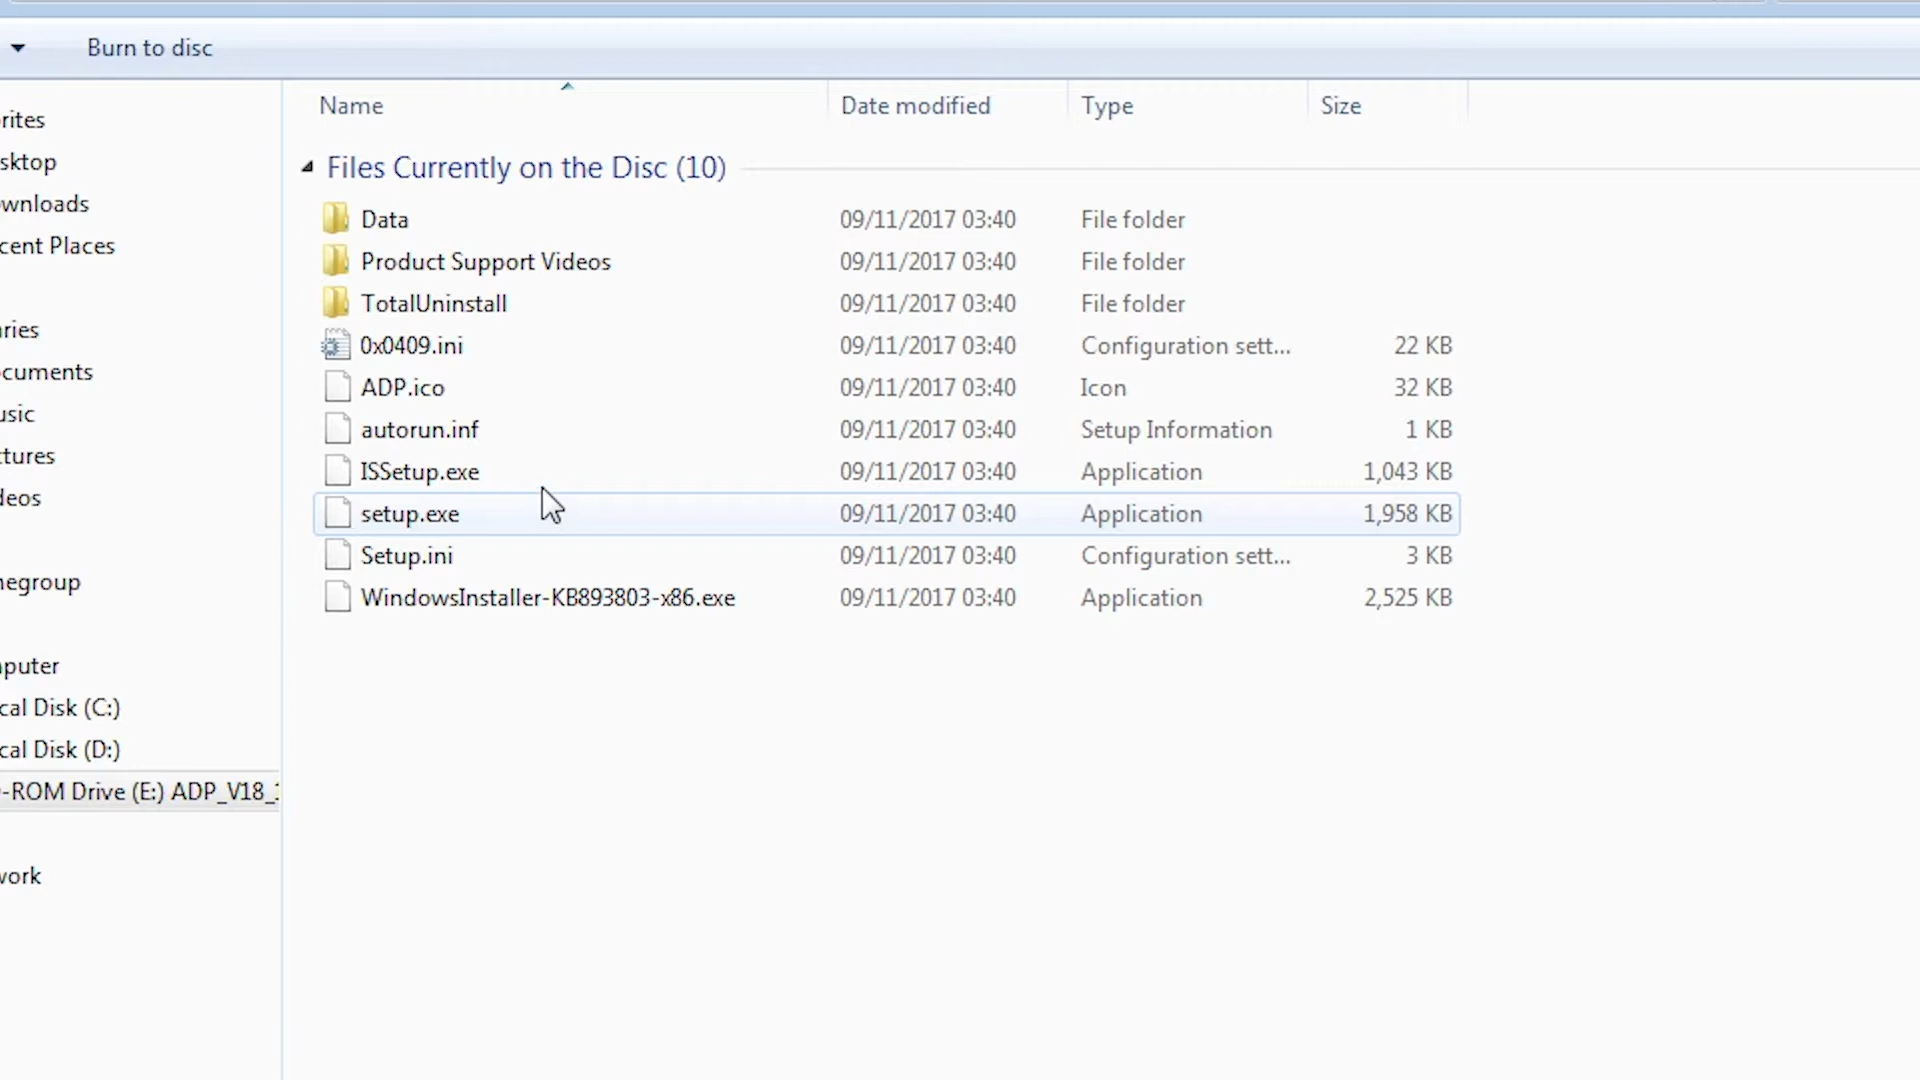 Burn to disc
Name Date modified Type Size
Files Currently on the Disc (10)
Data 09/11/2017 03:40 File folder
Product Support Videos 09/11/2017 03:40 File folder
TotalUninstall 09/11/2017 03:40 File folder
0x0409.ini 09/11/2017 03:40 Configuration sett... 22 KB
ADP.ico 09/11/2017 03:40 Icon 32 KB
autorun.inf 09/11/2017 03:40 Setup Information 1 KB
ISSetup.exe 09/11/2017 03:40 Application 1,043 KB
setup.exe 09/11/2017 03:40 Application 1,958 KB
Setup.ini 09/11/2017 03:40 Configuration sett... 3 KB
WindowsInstaller-KB893803-x86.exe 09/11/2017 03:40 Application 2,525 KB
rites
sktop
wnloads
cent Places
ries
cuments
usic
tures
deos
negroup
puter
cal Disk (C:)
cal Disk (D:)
-ROM Drive (E:) ADP_V18_
work